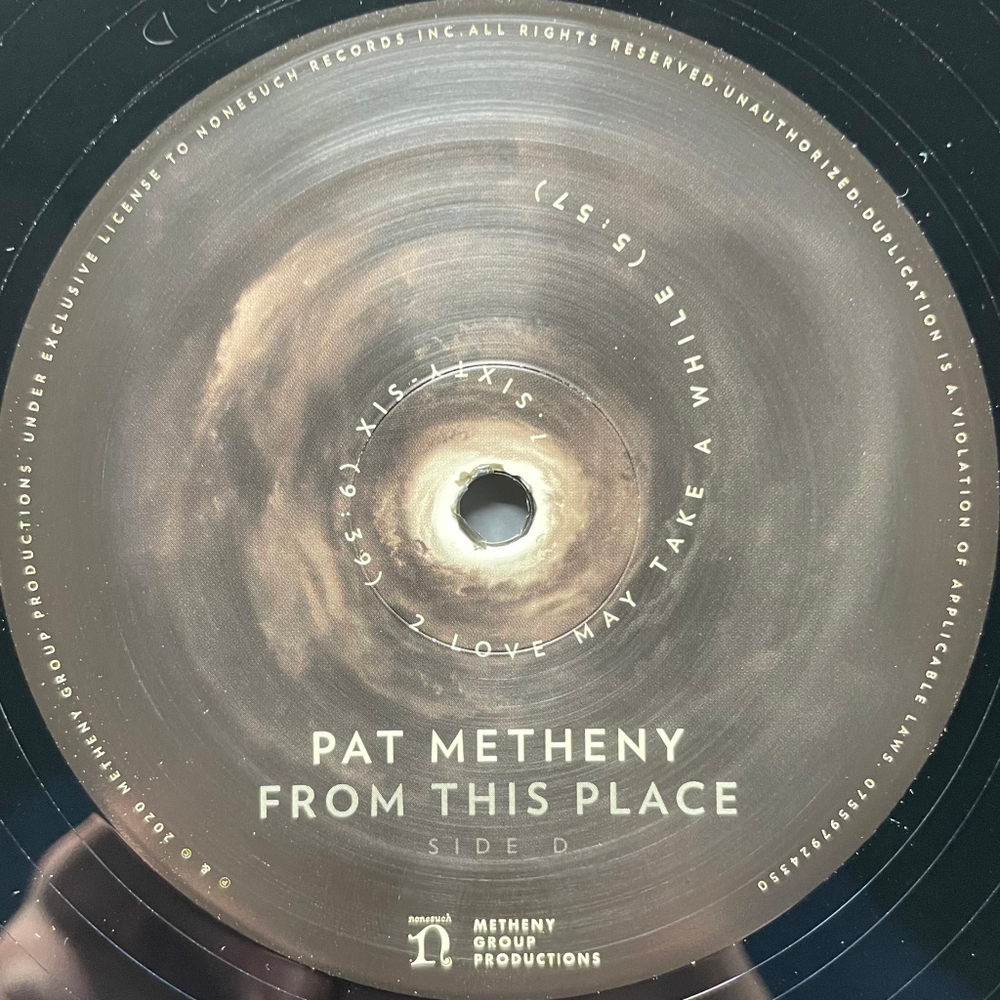 ℗ & © 2020 METHENY GROUP PRODUCTIONS, UNDER EXCLUSIVE LICENSE TO NONESUCH RECORDS INC. ALL RIGHTS RESERVED. UNAUTHORIZED DUPLICATION IS A VIOLATION OF APPLICABLE LAWS. 075597924350
1. SIXTY-SIX (9:39)
2. LOVE MAY TAKE A WHILE (5:57)
PAT METHENY
FROM THIS PLACE
SIDE D
nonesuch
n
METHENY
GROUP
PRODUCTIONS